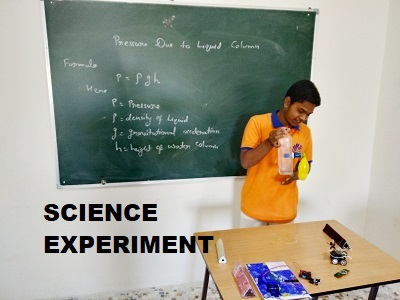 Pressure Due to Liquid Column
Formula
P = ρ g h
Here
P = Pressure
ρ = density of liquid
g = gravitational acceleration
h = height of water column
SCIENCE
EXPERIMENT